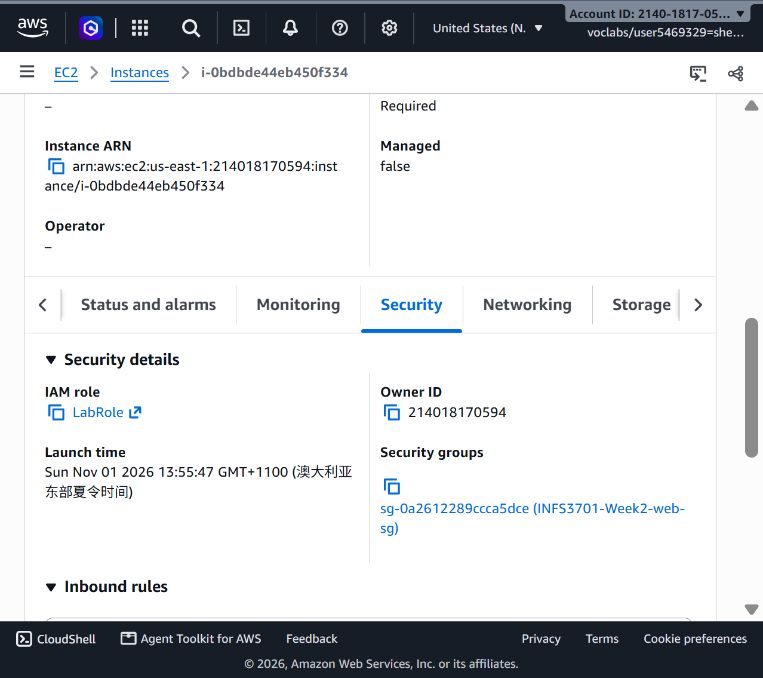 aws
United States (N. ▼
Account ID: 2140-1817-05... ▼
voclabs/user5469329=she...
EC2 > Instances > i-0bdbde44eb450f334
–
Required
Instance ARN
arn:aws:ec2:us-east-1:214018170594:inst
ance/i-0bdbde44eb450f334
Managed
false
Operator
–
Status and alarms
Monitoring
Security
Networking
Storage
▼ Security details
IAM role
LabRole
Owner ID
214018170594
Launch time
Sun Nov 01 2026 13:55:47 GMT+1100 (澳大利亚
东部夏令时间)
Security groups
sg-0a2612289ccca5dce (INFS3701-Week2-web-
sg)
▼ Inbound rules
CloudShell
Agent Toolkit for AWS
Feedback
Privacy
Terms
Cookie preferences
© 2026, Amazon Web Services, Inc. or its affiliates.